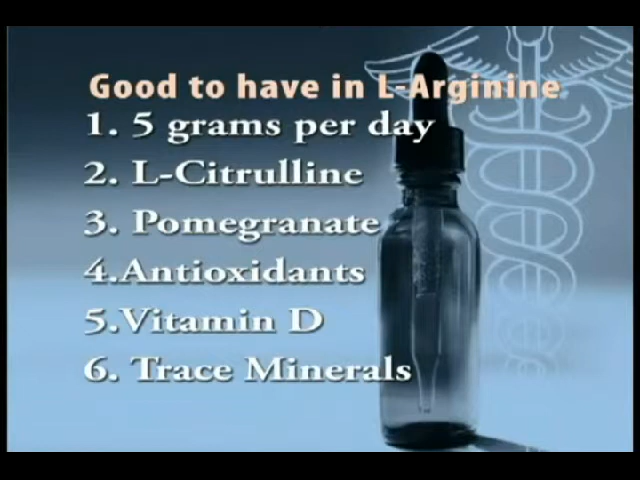 Good to have in L-Arginine
1. 5 grams per day
2. L-Citrulline
3. Pomegranate
4.Antioxidants
5.Vitamin D
6. Trace Minerals